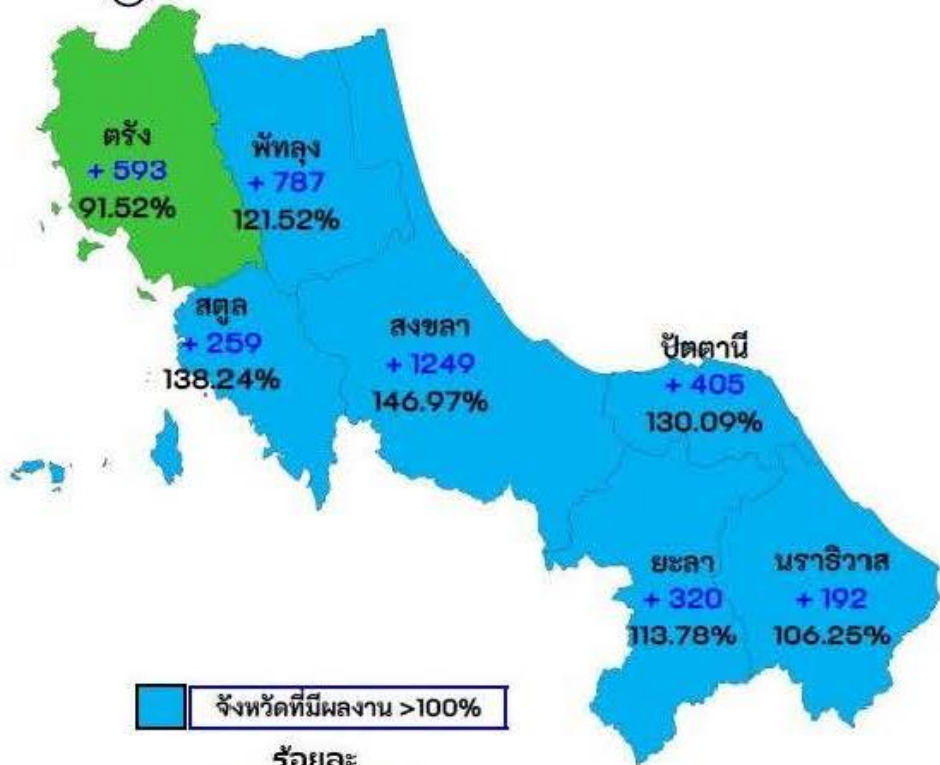 ตรัง
+ 593
91.52%
พัทลุง
+ 787
121.52%
สตูล
+ 259
138.24%
สงขลา
+ 1249
146.97%
ปัตตานี
+ 405
130.09%
ยะลา
+ 320
113.78%
นราธิวาส
+ 192
106.25%
จังหวัดที่มีผลงาน >100%
ร้อยละ